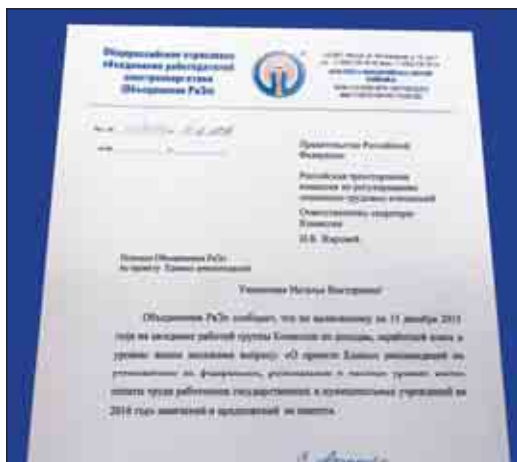 Общероссийское отраслевое
объединение работодателей
электроэнергетики
(Объединение РаЭл)
Правительство Российской
Федерации
Российская трехсторонняя
комиссия по регулированию
социально-трудовых отношений
Ответственному секретарю
Комиссии
Н.В. Жаровой
Позиция Объединения РаЭл
по проекту Единых рекомендаций
Уважаемая Наталья Викторовна!
Объединение РаЭл сообщает, что по вынесенному на 11 декабря 2015
года на заседание рабочей группы Комиссии по доходам, заработной плате и
уровню жизни населения вопросу: «О проекте Единых рекомендаций по
установлению на федеральном, региональном и местном уровнях систем
оплаты труда работников государственных и муниципальных учреждений на
2016 год» замечаний и предложений не имеется.